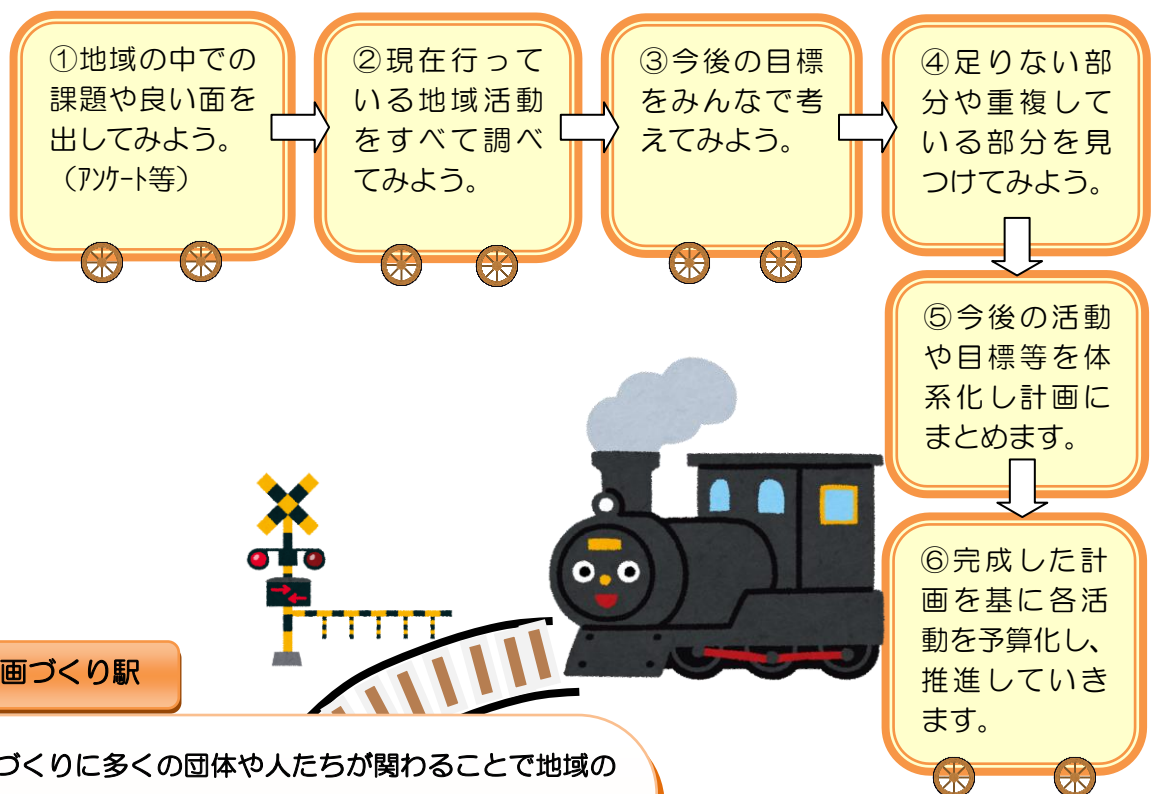 ①地域の中での
課題や良い面を
出してみよう。
（ｱﾝｹｰﾄ等）
②現在行って
いる地域活動
をすべて調べ
てみよう。
③今後の目標
をみんなで考
えてみよう。
④足りない部
分や重複して
いる部分を見
つけてみよう。
⑤今後の活動
や目標等を体
系化し計画に
まとめます。
⑥完成した計
画を基に各活
動を予算化し、
推進していき
ます。
画づくり駅
づくりに多くの団体や人たちが関わることで地域の